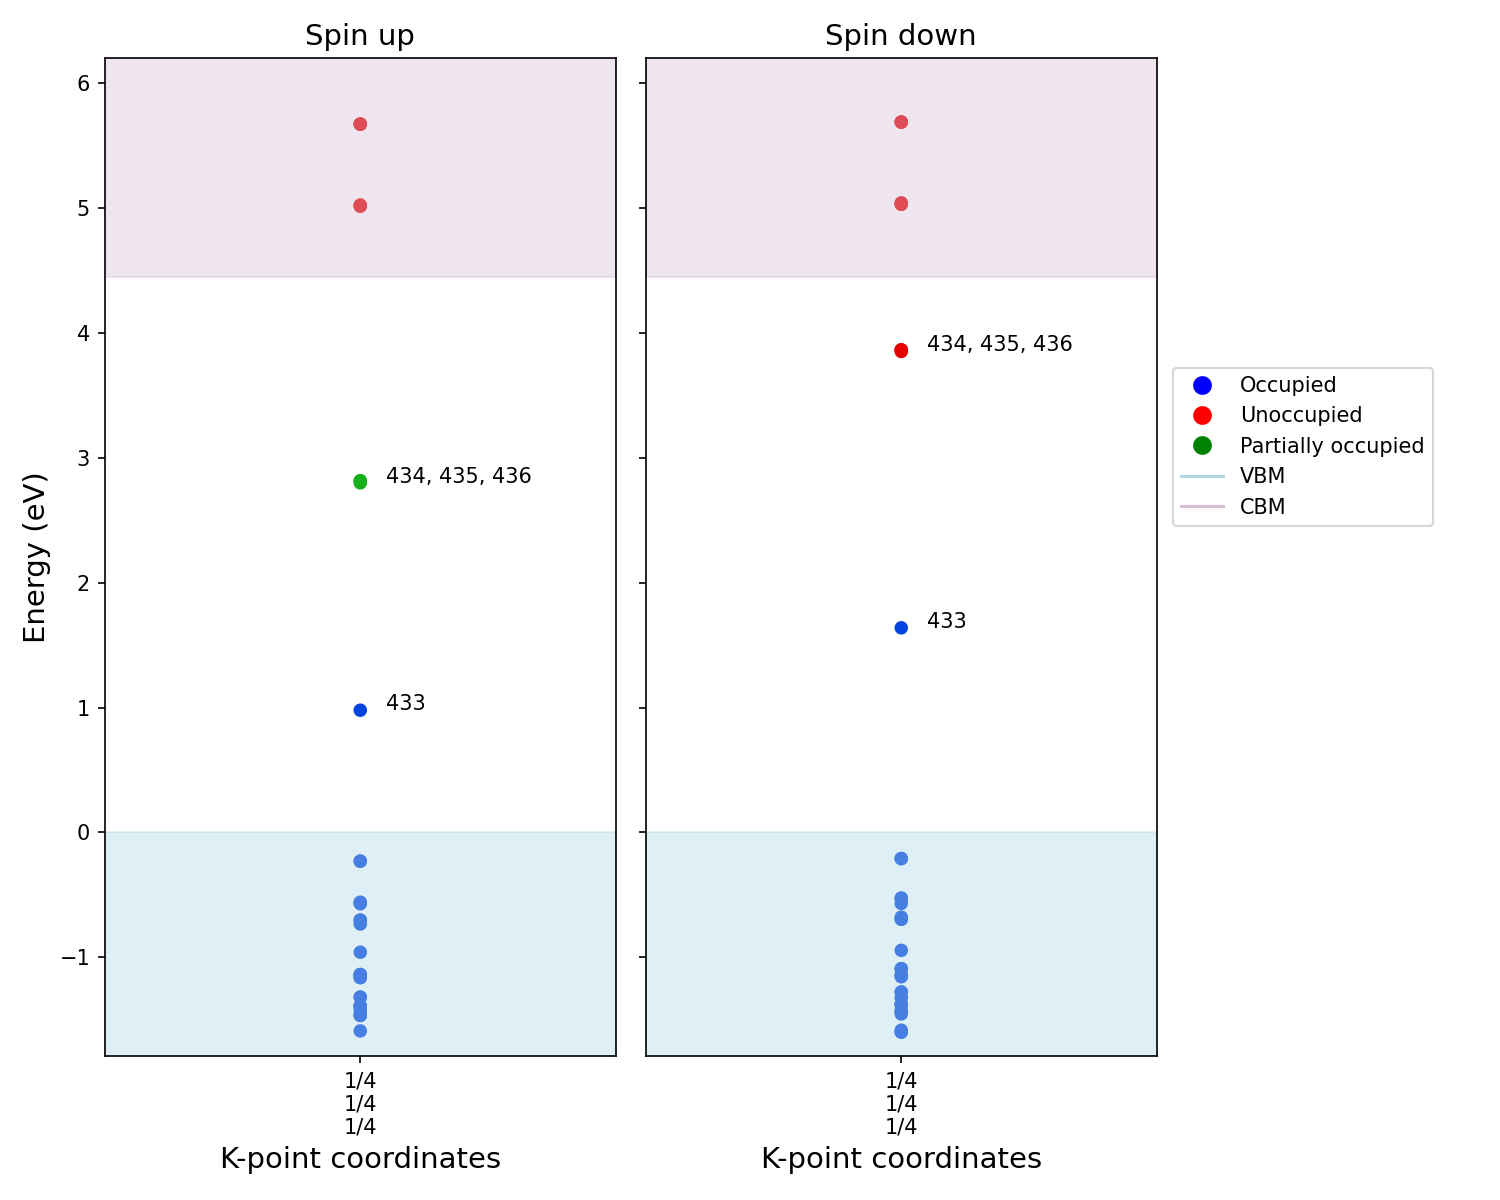 Spin up
Spin down
Energy (eV)
6
5
4
3
2
1
0
−1
434, 435, 436
433
434, 435, 436
433
1/4
1/4
1/4
K-point coordinates
1/4
1/4
1/4
K-point coordinates
Occupied
Unoccupied
Partially occupied
VBM
CBM